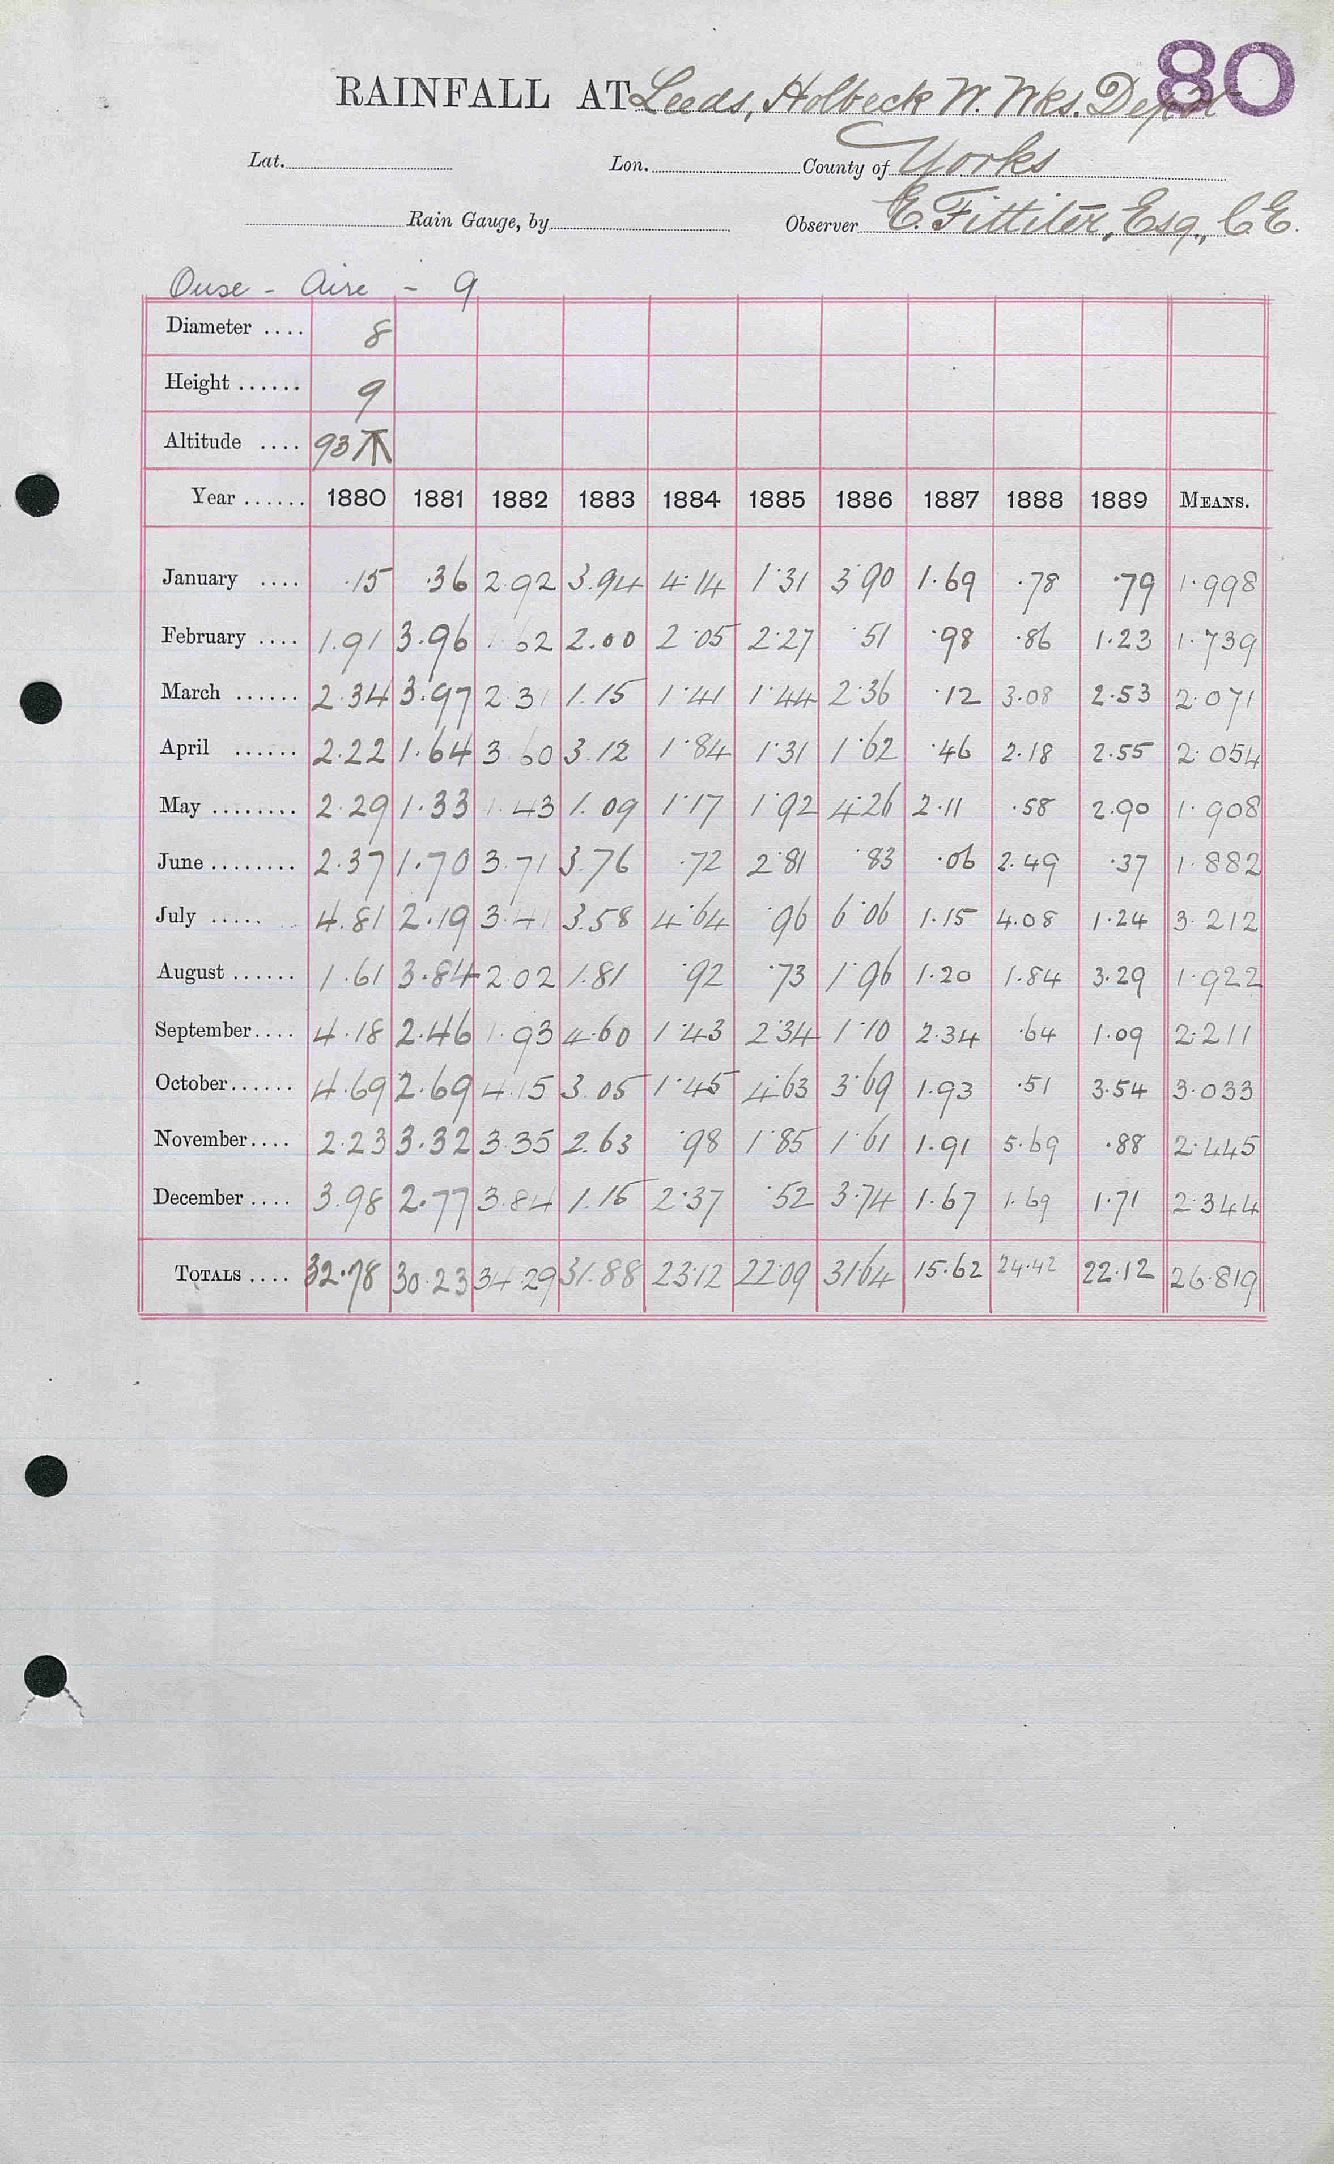 80
RAINFALL AT Leeds, Holbeck W. Wks. Depôt
Lat. Lon. County of Yorks
Rain Gauge, by Observer E. Fittiler, Esq., C.E.
Ouse - Aire - 9
Diameter .... 8
Height ...... 9
Altitude .... 93
Year ...... 1880 1881 1882 1883 1884 1885 1886 1887 1888 1889 MEANS.
January .... .15 .36 2.92 3.94 4.14 1.31 3.90 1.69 .78 .79 1.998
February .... 1.91 3.96 1.62 2.00 2.05 2.27 .51 .98 .86 1.23 1.739
March ...... 2.34 3.97 2.31 1.15 1.41 1.44 2.36 .12 3.08 2.53 2.071
April ...... 2.22 1.64 3.60 3.12 1.84 1.31 1.62 .46 2.18 2.55 2.054
May ........ 2.29 1.33 1.43 1.09 1.17 1.92 4.26 2.11 .58 2.90 1.908
June ........ 2.37 1.70 3.71 3.76 .72 2.81 .83 .06 2.49 .37 1.882
July ..... 4.81 2.19 3.41 3.58 4.64 .96 6.06 1.15 4.08 1.24 3.212
August ...... 1.61 3.84 2.02 1.81 .92 .73 1.96 1.20 1.84 3.29 1.922
September.... 4.18 2.46 1.93 4.60 1.43 2.34 1.10 2.34 .64 1.09 2.211
October...... 4.69 2.69 4.15 3.05 1.45 4.63 3.69 1.93 .51 3.54 3.033
November.... 2.23 3.32 3.35 2.63 .98 1.85 1.61 1.91 5.69 .88 2.445
December.... 3.98 2.77 3.84 1.15 2.37 .52 3.74 1.67 1.69 1.71 2.344
TOTALS .... 32.78 30.23 34.29 31.88 23.12 22.09 31.64 15.62 24.42 22.12 26.819